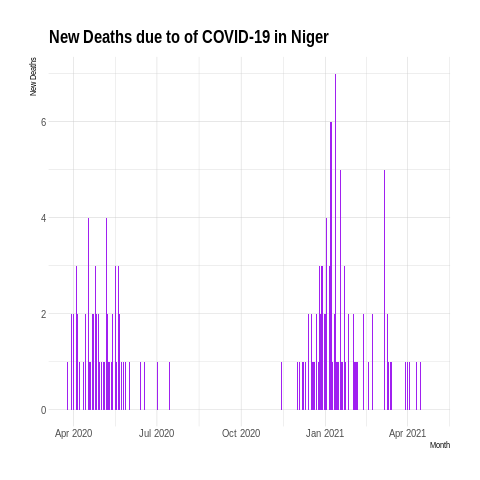 New Deaths due to of COVID-19 in Niger
New Deaths
6
4
2
0
Apr 2020 Jul 2020 Oct 2020 Jan 2021 Apr 2021
Month